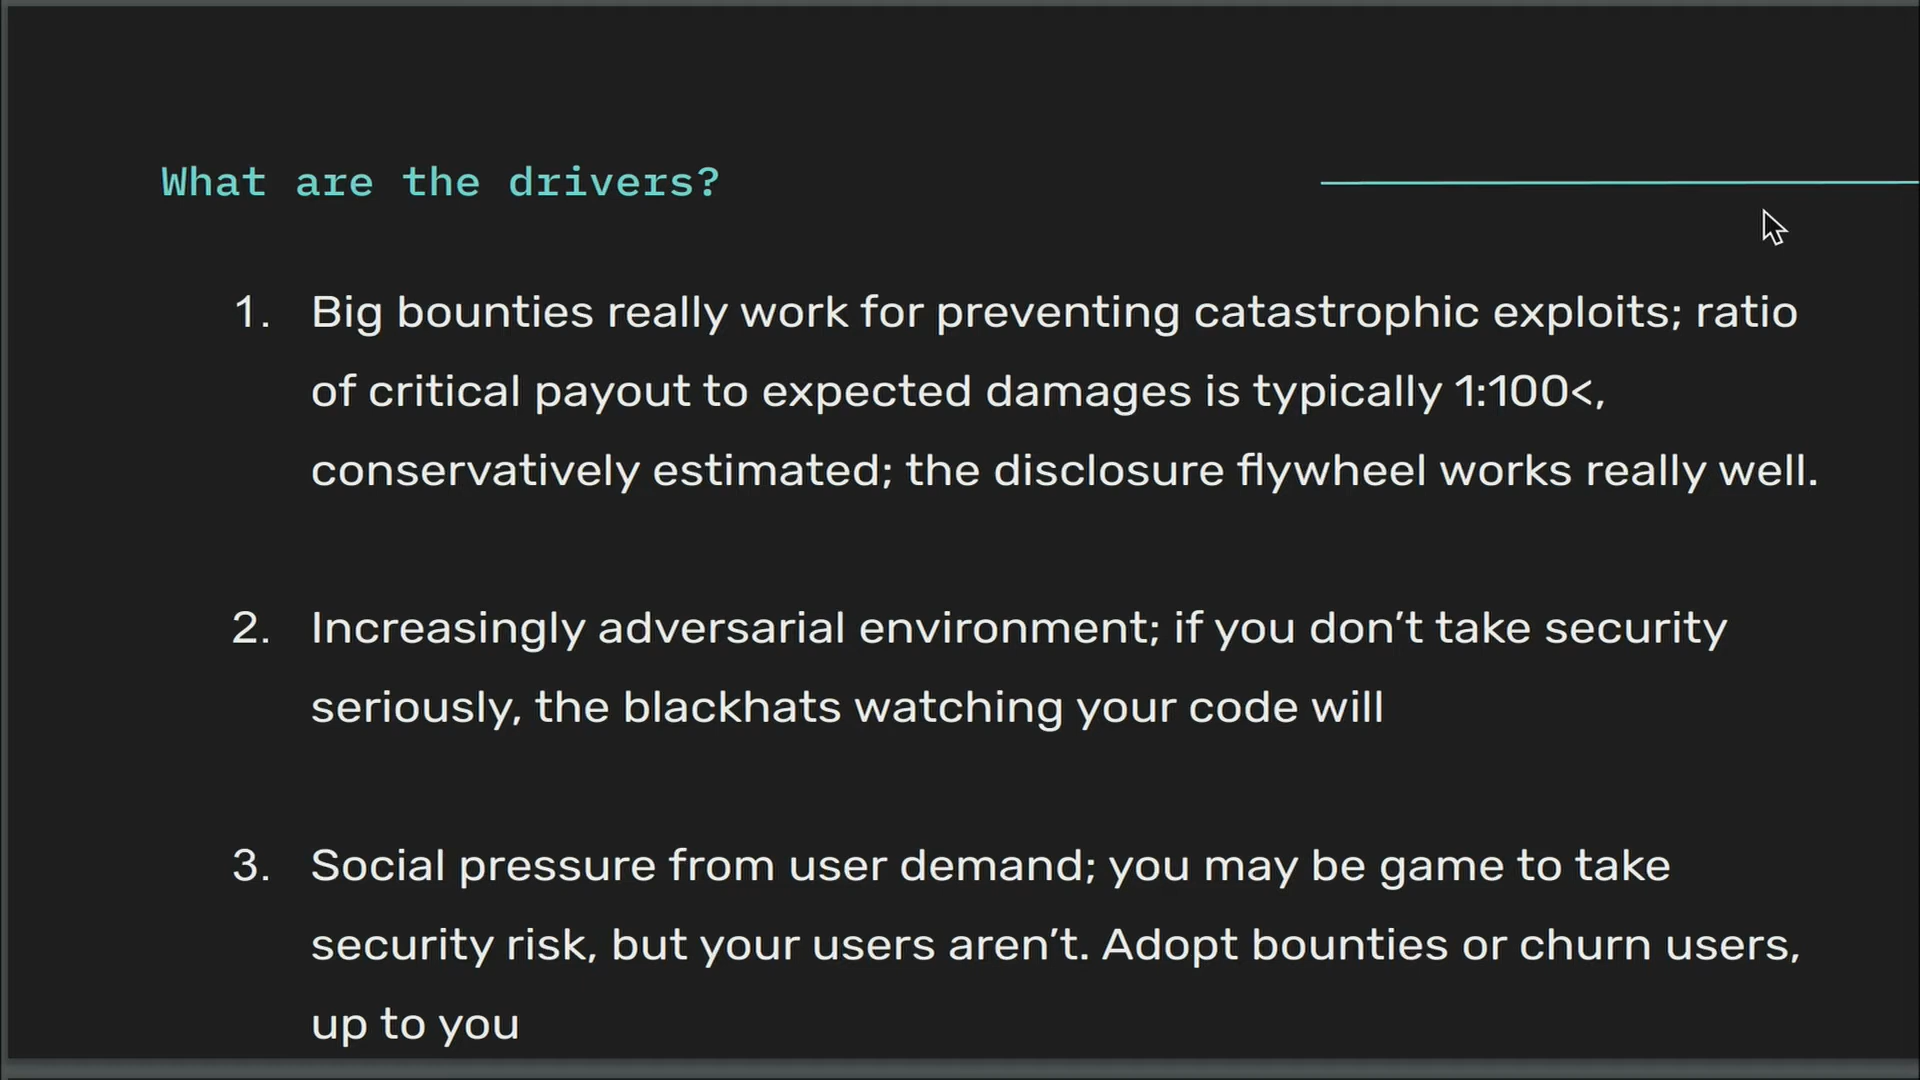 What are the drivers?
1. Big bounties really work for preventing catastrophic exploits; ratio
of critical payout to expected damages is typically 1:100<,
conservatively estimated; the disclosure flywheel works really well.
2. Increasingly adversarial environment; if you don’t take security
seriously, the blackhats watching your code will
3. Social pressure from user demand; you may be game to take
security risk, but your users aren’t. Adopt bounties or churn users,
up to you